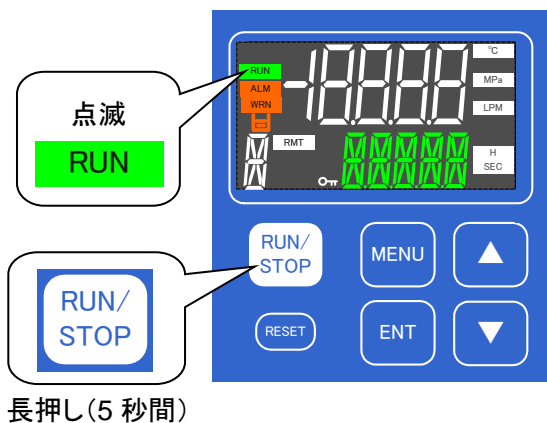 点滅
RUN
RUN
ALM
WRN
RMT
℃
MPa
LPM
H
SEC
RUN/
STOP
MENU
RESET
ENT
RUN/
STOP
長押し(5 秒間)